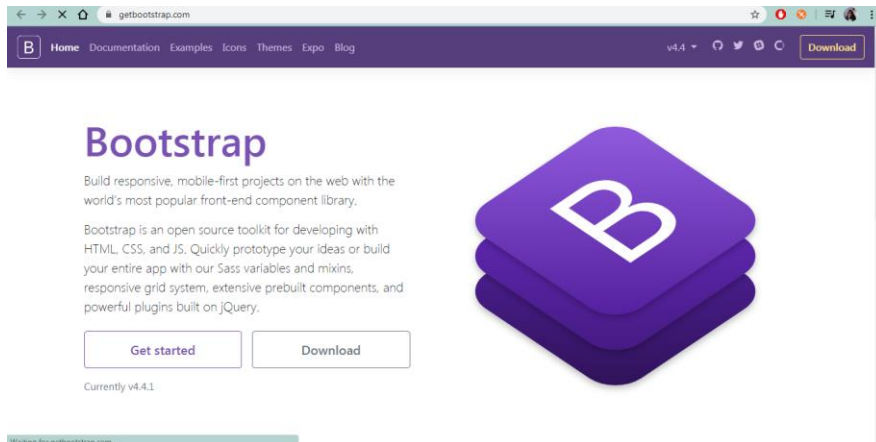 getbootstrap.com
B Home Documentation Examples Icons Themes Expo Blog v4.4 Download
Bootstrap
Build responsive, mobile-first projects on the web with the
world's most popular front-end component library.
Bootstrap is an open source toolkit for developing with
HTML, CSS, and JS. Quickly prototype your ideas or build
your entire app with our Sass variables and mixins,
responsive grid system, extensive prebuilt components, and
powerful plugins built on jQuery.
Get started Download
Currently v4.4.1
B
Waiting for getbootstrap.com